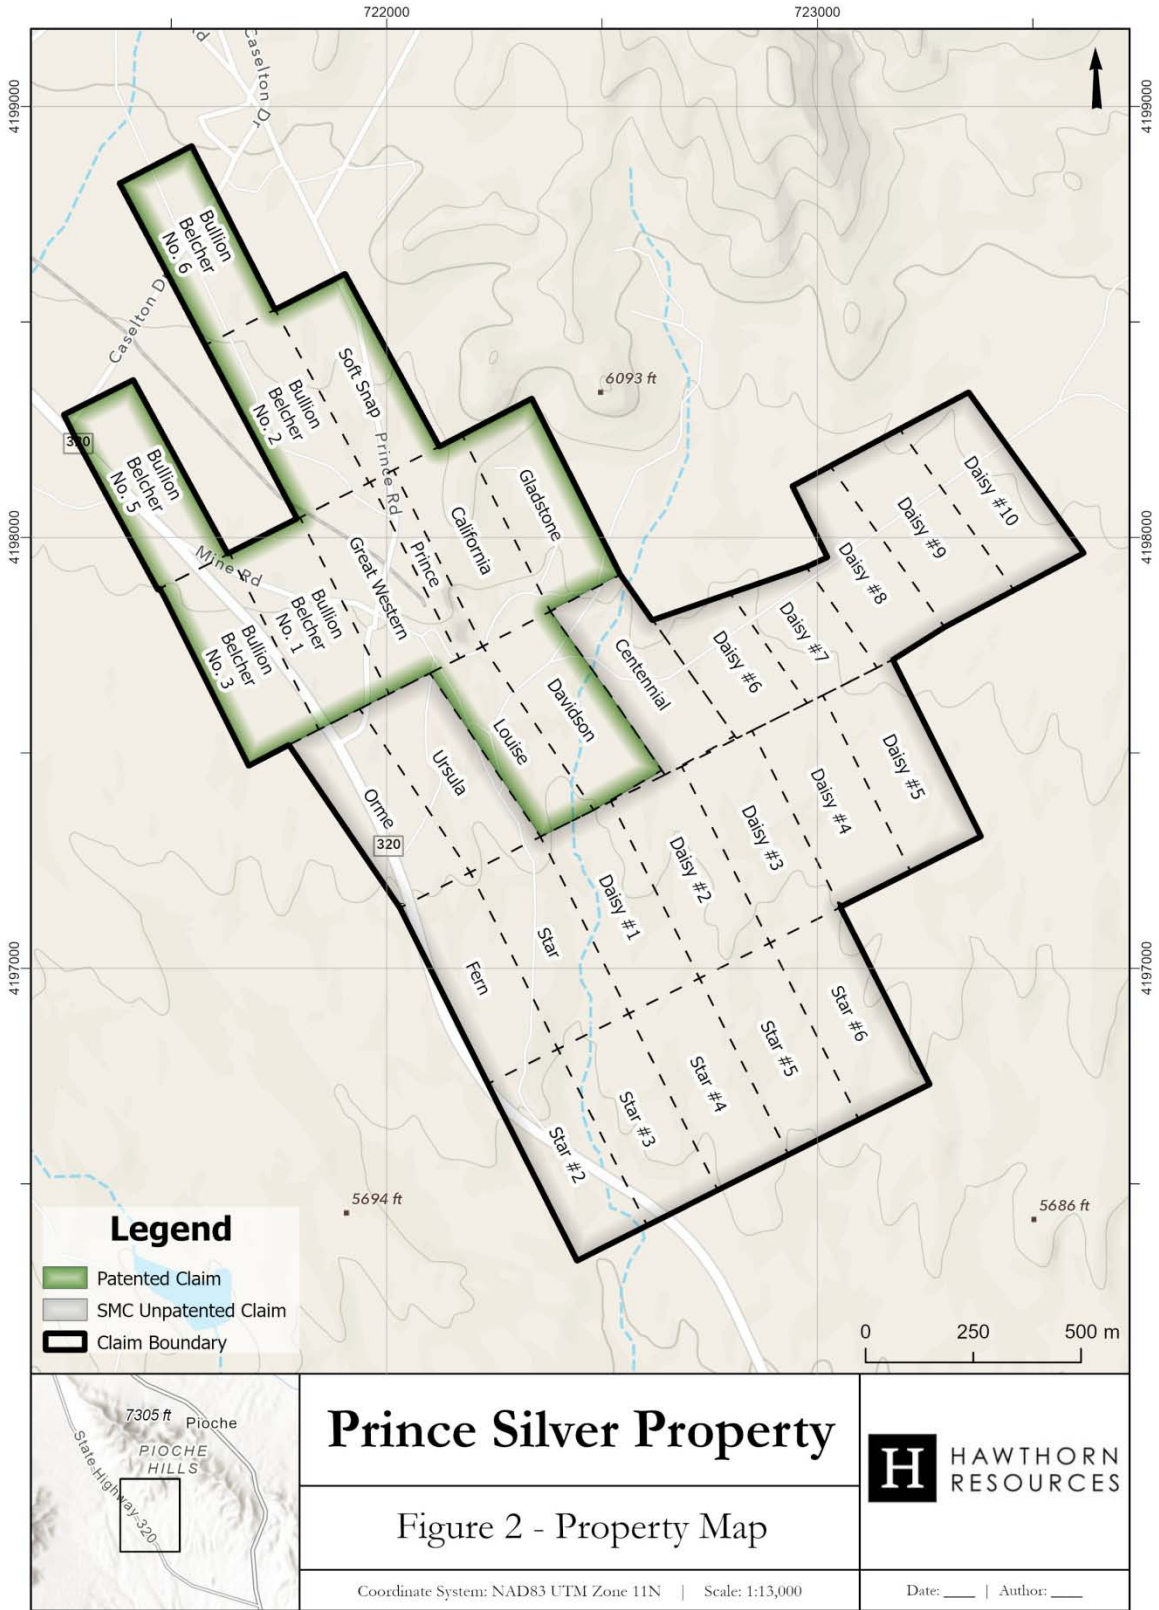 722000
723000
4199000
4199000
Rd
Caselton Dr
Bullion
Belcher
No. 6
Caselton Dr
Soft Snap
6093 ft
Bullion
Belcher
No. 2
330
Prince Rd
Bullion
Belcher
No. 5
Gladstone
California
Daisy #10
Daisy #9
4198000
4198000
Mine Rd
Great Western
Prince
Daisy #8
Bullion
Belcher
No. 1
Daisy #7
Bullion
Belcher
No. 3
Centennial
Daisy #6
Davidson
Louise
Ursula
Daisy #5
Orme
320
Daisy #4
Daisy #3
Daisy #2
Daisy #1
Star
Fern
4197000
4197000
Star #6
Star #5
Star #4
Star #3
Star #2
5694 ft
5686 ft
Legend
Patented Claim
SMC Unpatented Claim
Claim Boundary
0 250 500 m
7305 ft
Pioche
PIOCHE
HILLS
State Highway 320
Prince Silver Property
Figure 2 - Property Map
Coordinate System: NAD83 UTM Zone 11N | Scale: 1:13,000
H
HAWTHORN
RESOURCES
Date: ____ | Author: ____